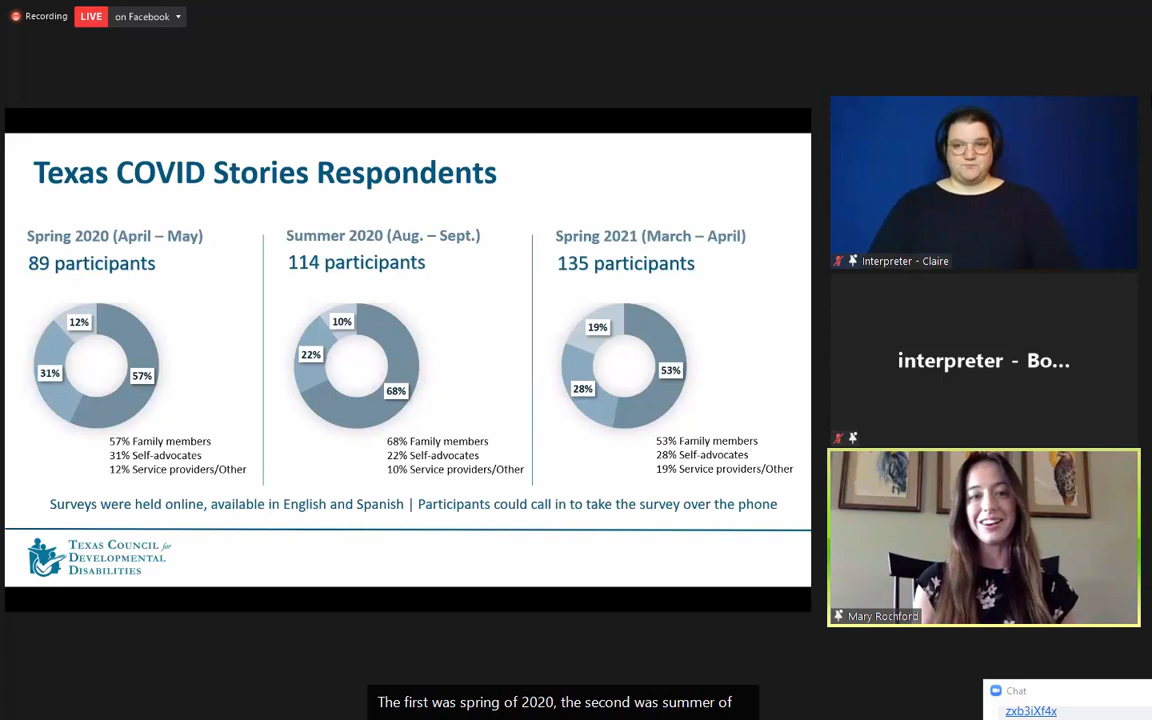 Recording
LIVE
on Facebook
Texas COVID Stories Respondents
Spring 2020 (April – May)
89 participants
12%
31%
57%
57% Family members
31% Self-advocates
12% Service providers/Other
Summer 2020 (Aug. – Sept.)
114 participants
10%
22%
68%
68% Family members
22% Self-advocates
10% Service providers/Other
Spring 2021 (March – April)
135 participants
19%
28%
53%
53% Family members
28% Self-advocates
19% Service providers/Other
Surveys were held online, available in English and Spanish | Participants could call in to take the survey over the phone
TEXAS COUNCIL for
DEVELOPMENTAL
DISABILITIES
Interpreter - Claire
interpreter - Bo...
Mary Rochford
The first was spring of 2020, the second was summer of
Chat
zxb3iXf4x